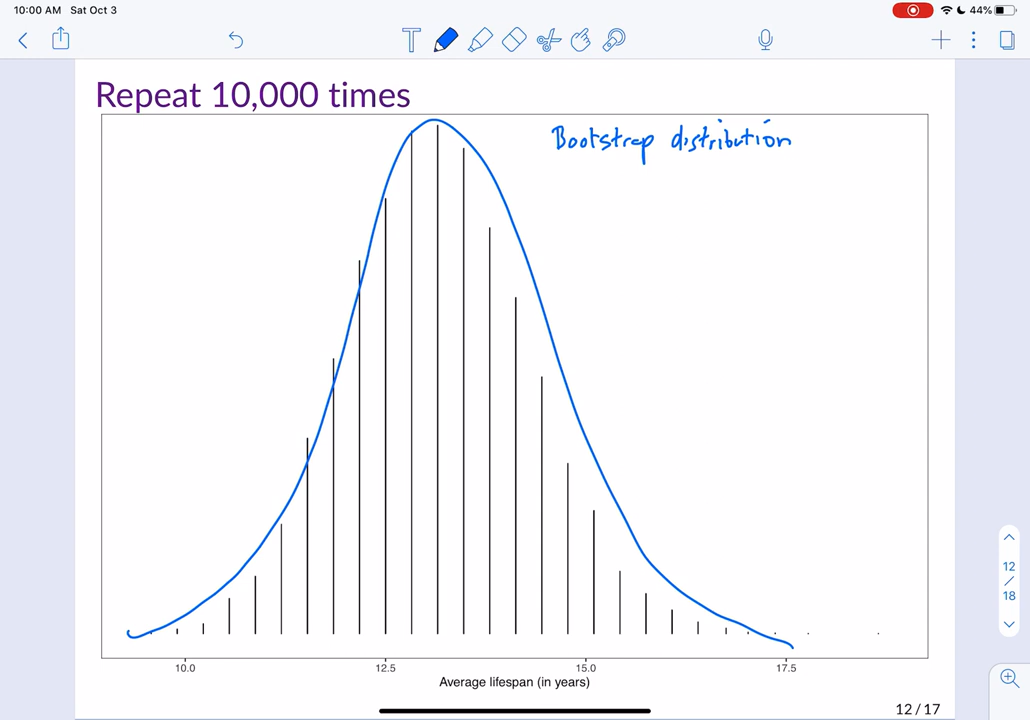 10:00 AM Sat Oct 3
44%
T
Repeat 10,000 times
Bootstrap distribution
12
/
18
10.0 12.5 15.0 17.5
Average lifespan (in years)
12 / 17